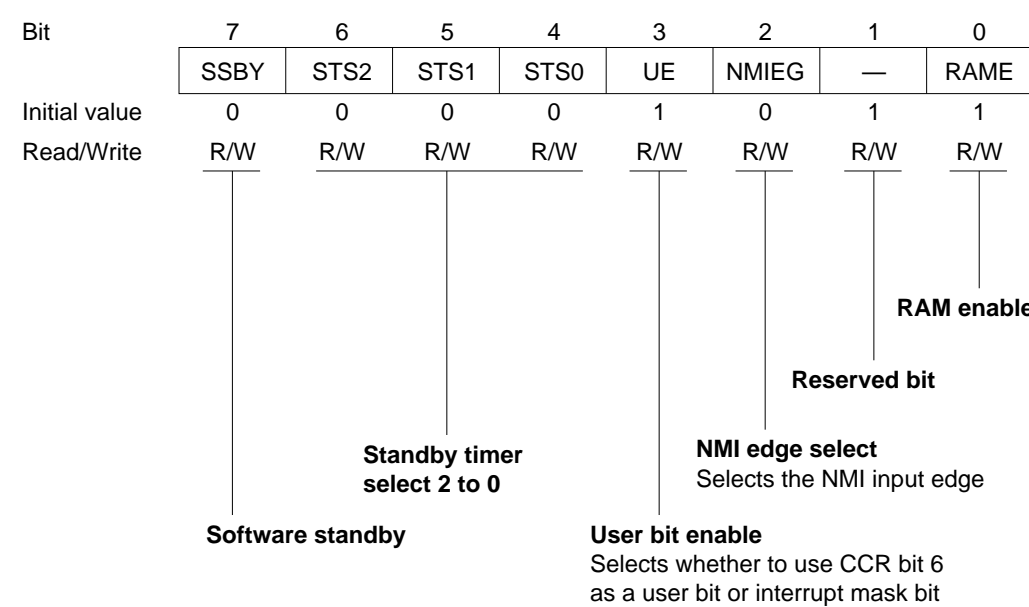 Bit 7 6 5 4 3 2 1 0
SSBY STS2 STS1 STS0 UE NMIEG — RAME
Initial value 0 0 0 0 1 0 1 1
Read/Write R/W R/W R/W R/W R/W R/W R/W R/W
RAM enable
Reserved bit
NMI edge select
Selects the NMI input edge
Standby timer
select 2 to 0
Software standby
User bit enable
Selects whether to use CCR bit 6
as a user bit or interrupt mask bit